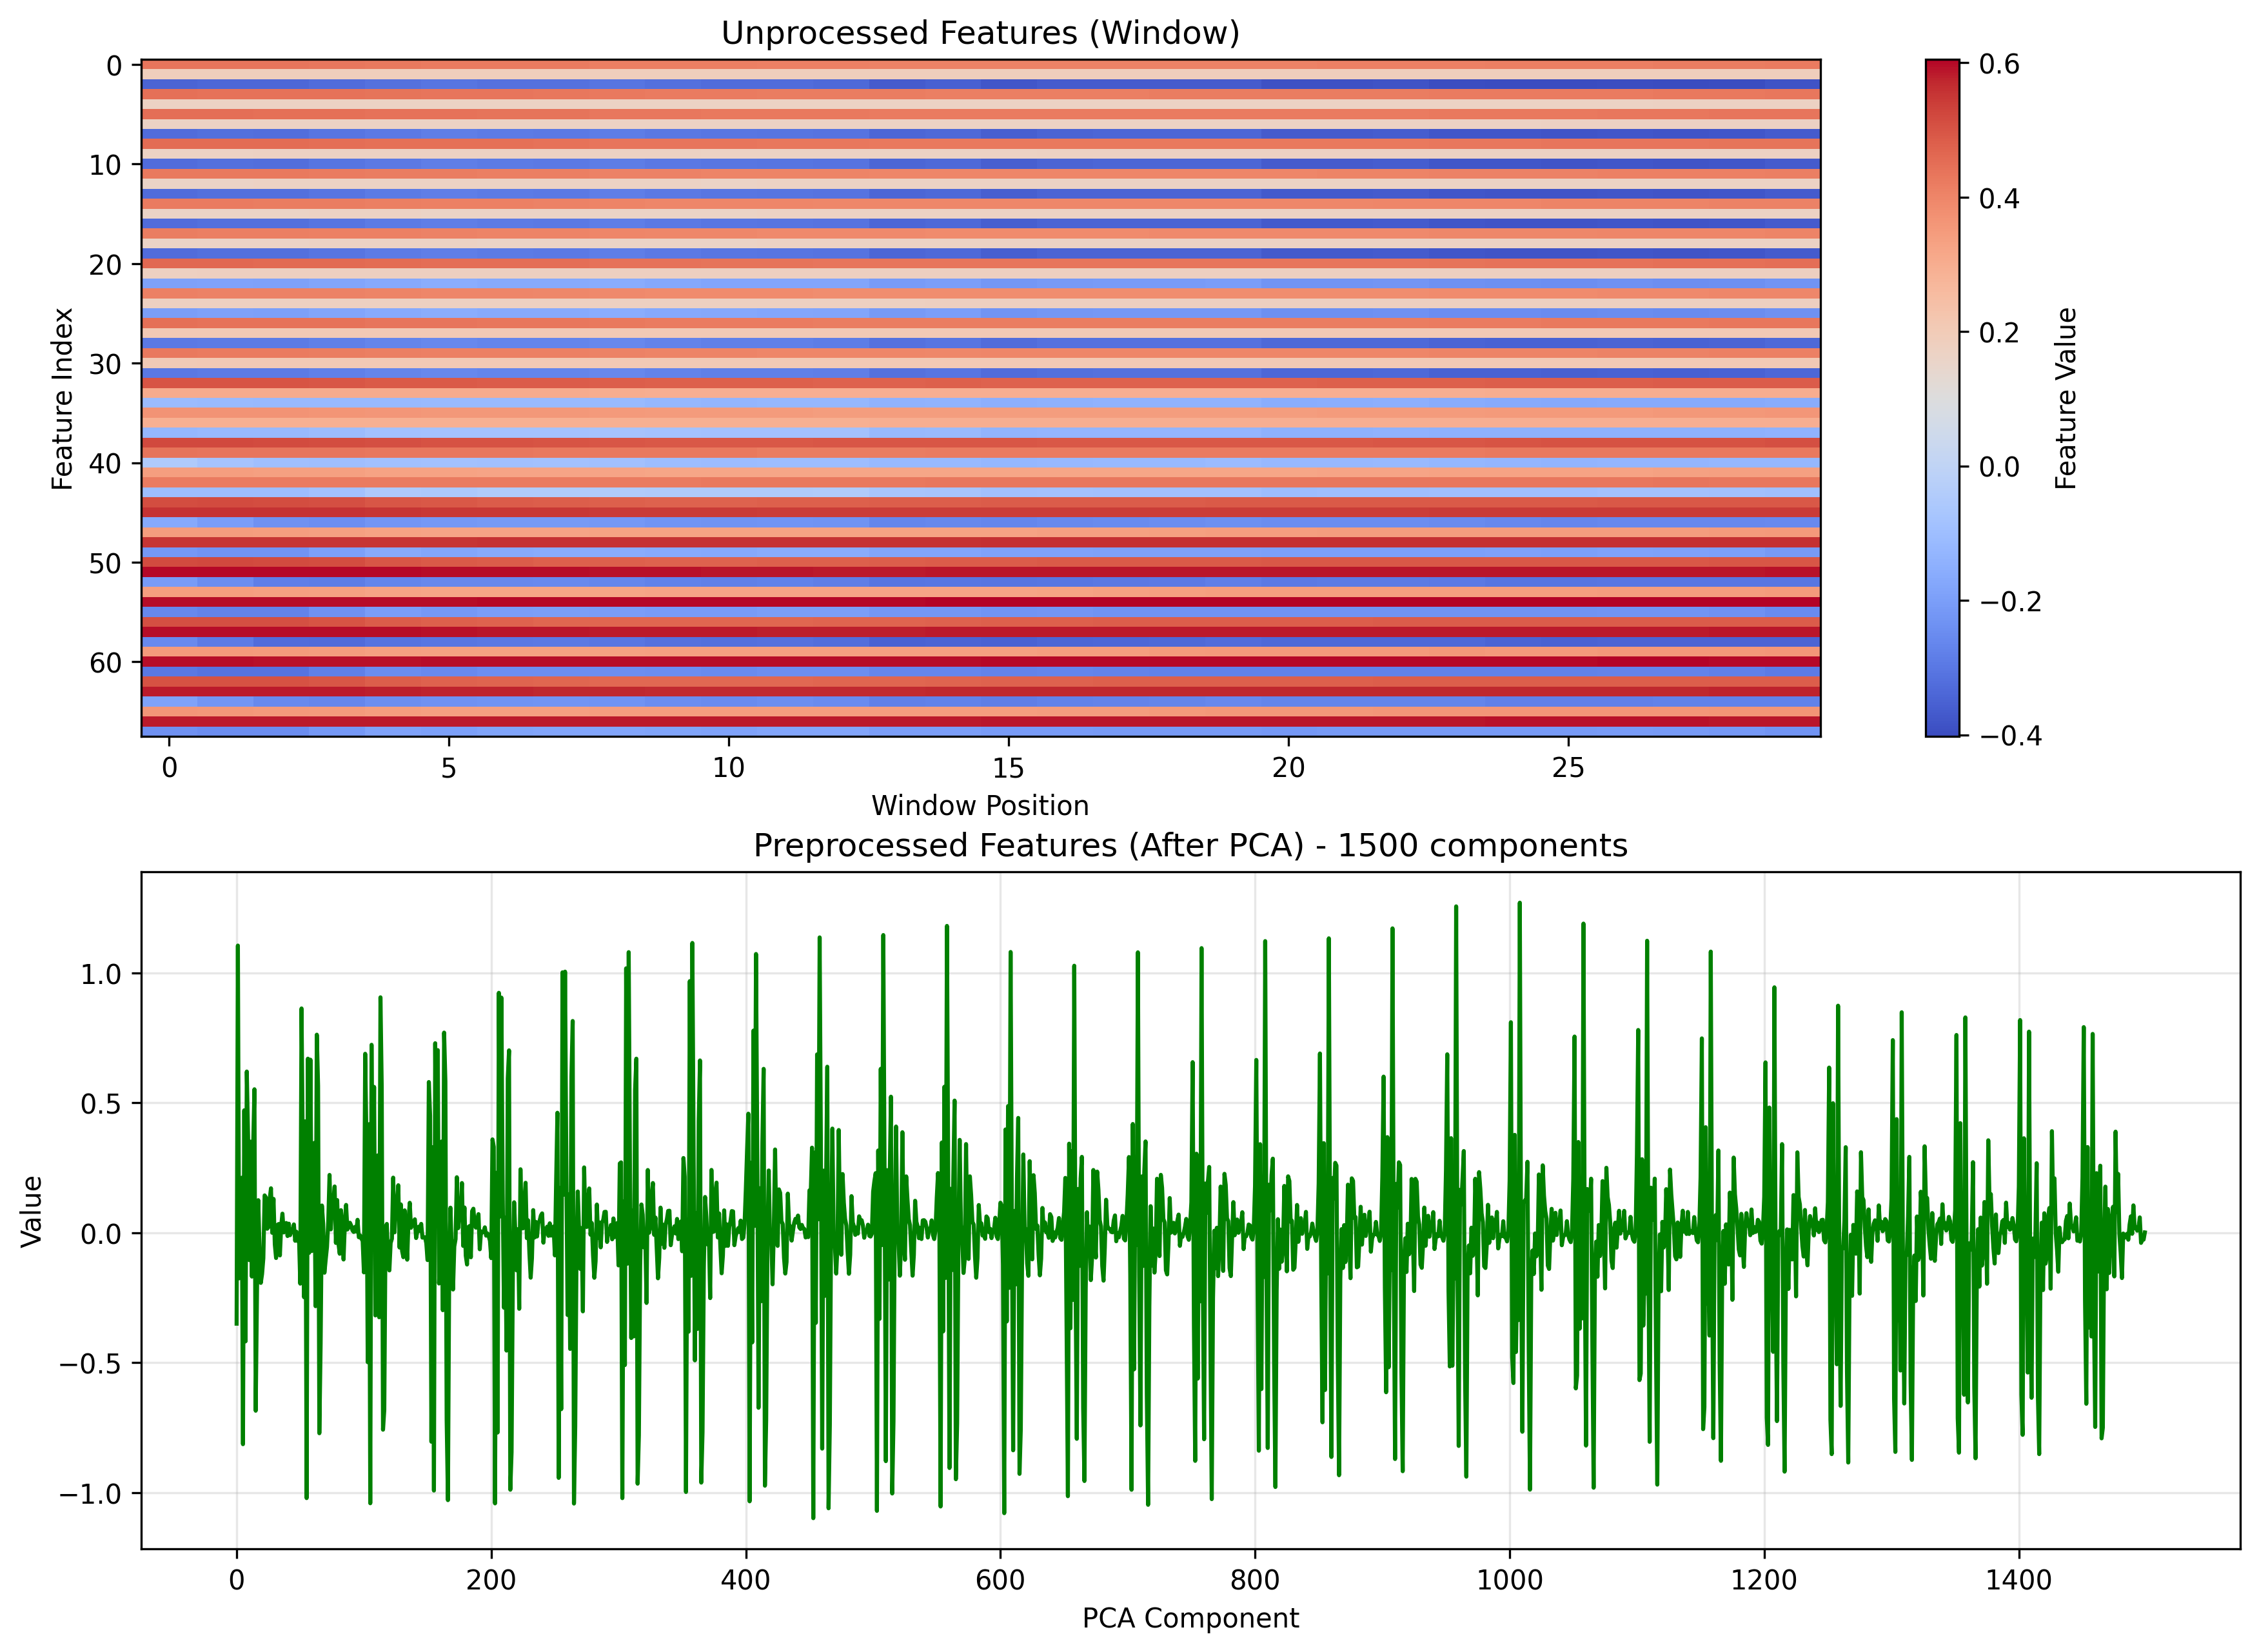 Unprocessed Features (Window)
0
10
20
30
40
50
60
Feature Index
0 5 10 15 20 25
Window Position
0.6
0.4
0.2
0.0
−0.2
−0.4
Feature Value
Preprocessed Features (After PCA) - 1500 components
1.0
0.5
0.0
−0.5
−1.0
Value
0 200 400 600 800 1000 1200 1400
PCA Component